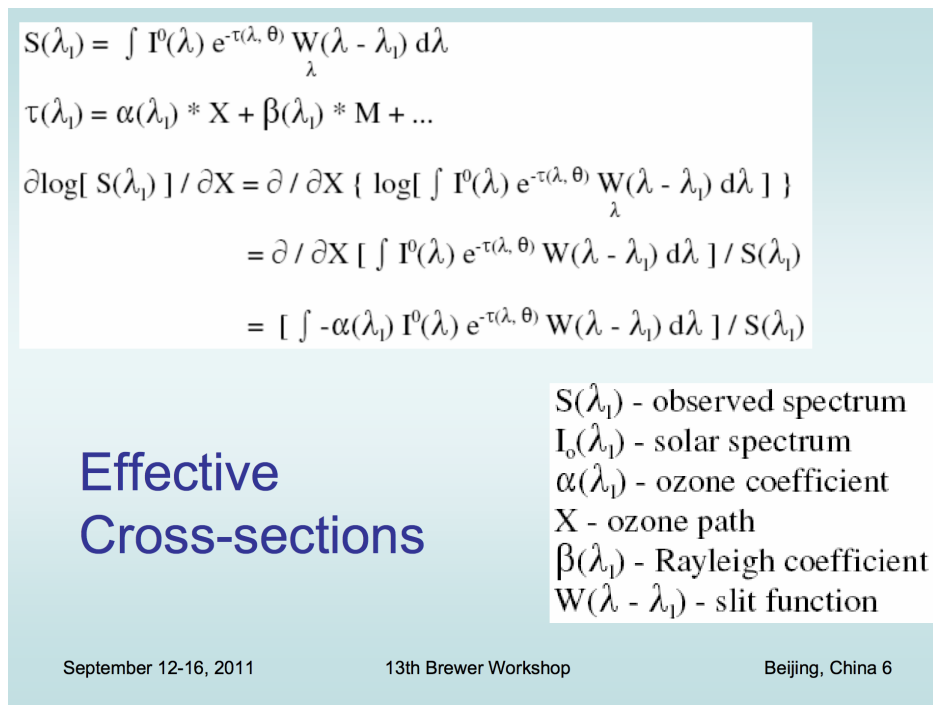 S(λ₁) = ∫ I⁰(λ) e⁻τ⁽λ, θ⁾ W(λ - λ₁) dλ
λ
τ(λ₁) = α(λ₁) * X + β(λ₁) * M + ...
∂log[ S(λ₁) ] / ∂X = ∂ / ∂X { log[ ∫ I⁰(λ) e⁻τ⁽λ, θ⁾ W(λ - λ₁) dλ ] }
λ
= ∂ / ∂X [ ∫ I⁰(λ) e⁻τ⁽λ, θ⁾ W(λ - λ₁) dλ ] / S(λ₁)
= [ ∫ -α(λ₁) I⁰(λ) e⁻τ⁽λ, θ⁾ W(λ - λ₁) dλ ] / S(λ₁)
S(λ₁) - observed spectrum
Iₒ(λ₁) - solar spectrum
α(λ₁) - ozone coefficient
X - ozone path
β(λ₁) - Rayleigh coefficient
W(λ - λ₁) - slit function
Effective
Cross-sections
September 12-16, 2011 13th Brewer Workshop Beijing, China 6